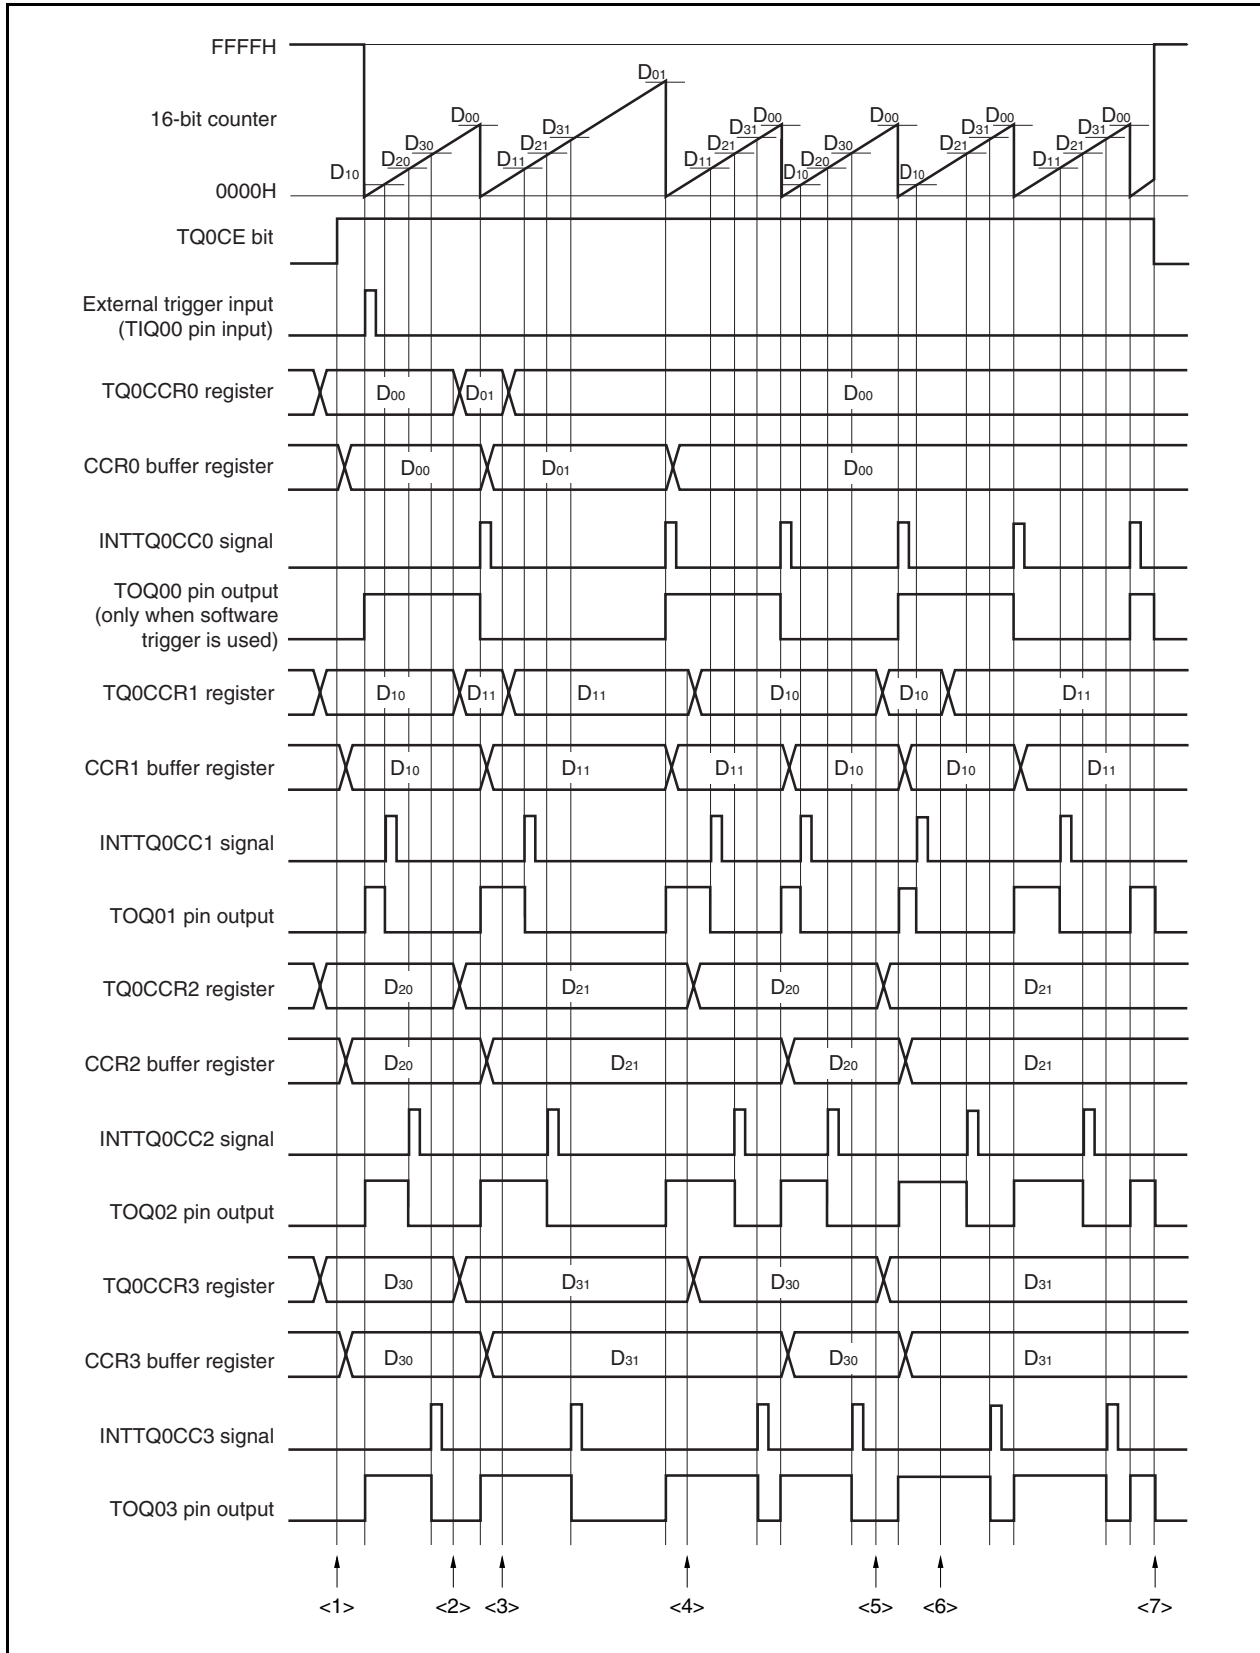 FFFFH
16-bit counter
0000H
D10 D20 D30 D00 D11 D21 D31 D01 D11 D21 D31 D00 D10 D20 D30 D00 D10 D21 D31 D00 D11 D21 D31 D00
TQ0CE bit
External trigger input
(TIQ00 pin input)
TQ0CCR0 register D00 D01 D00
CCR0 buffer register D00 D01 D00
INTTQ0CC0 signal
TOQ00 pin output
(only when software
trigger is used)
TQ0CCR1 register D10 D11 D11 D10 D10 D11
CCR1 buffer register D10 D11 D11 D10 D10 D11
INTTQ0CC1 signal
TOQ01 pin output
TQ0CCR2 register D20 D21 D20 D21
CCR2 buffer register D20 D21 D20 D21
INTTQ0CC2 signal
TOQ02 pin output
TQ0CCR3 register D30 D31 D30 D31
CCR3 buffer register D30 D31 D30 D31
INTTQ0CC3 signal
TOQ03 pin output
<1> <2> <3> <4> <5> <6> <7>